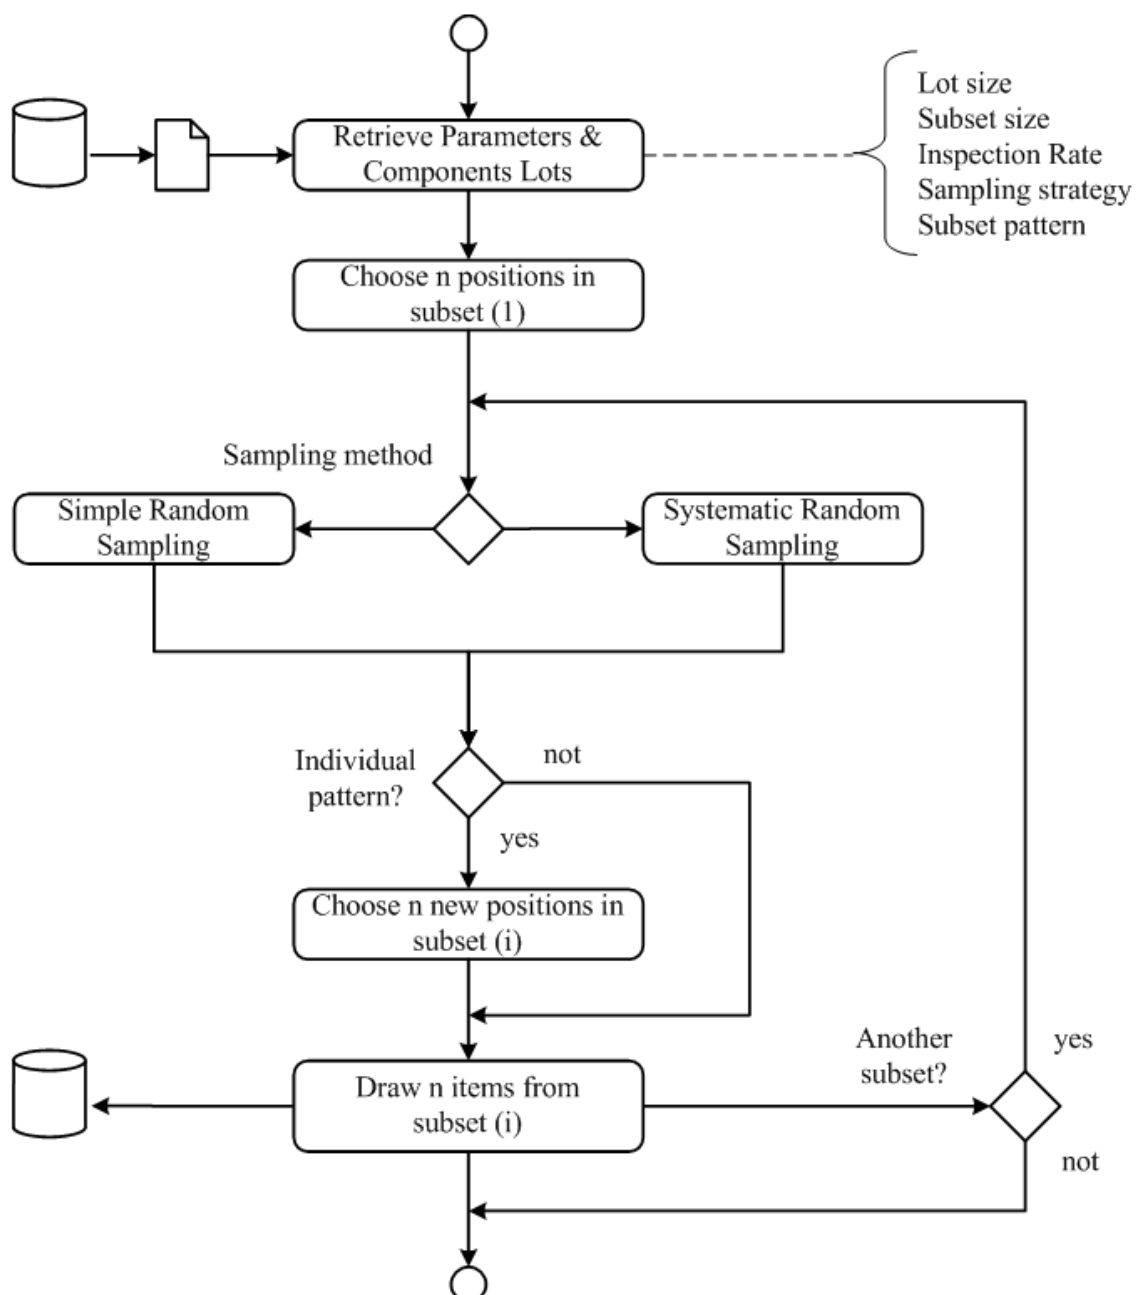 Retrieve Parameters &
Components Lots
Lot size
Subset size
Inspection Rate
Sampling strategy
Subset pattern
Choose n positions in
subset (1)
Sampling method
Simple Random
Sampling
Systematic Random
Sampling
Individual
pattern?
not
yes
Choose n new positions in
subset (i)
Draw n items from
subset (i)
Another
subset?
yes
not